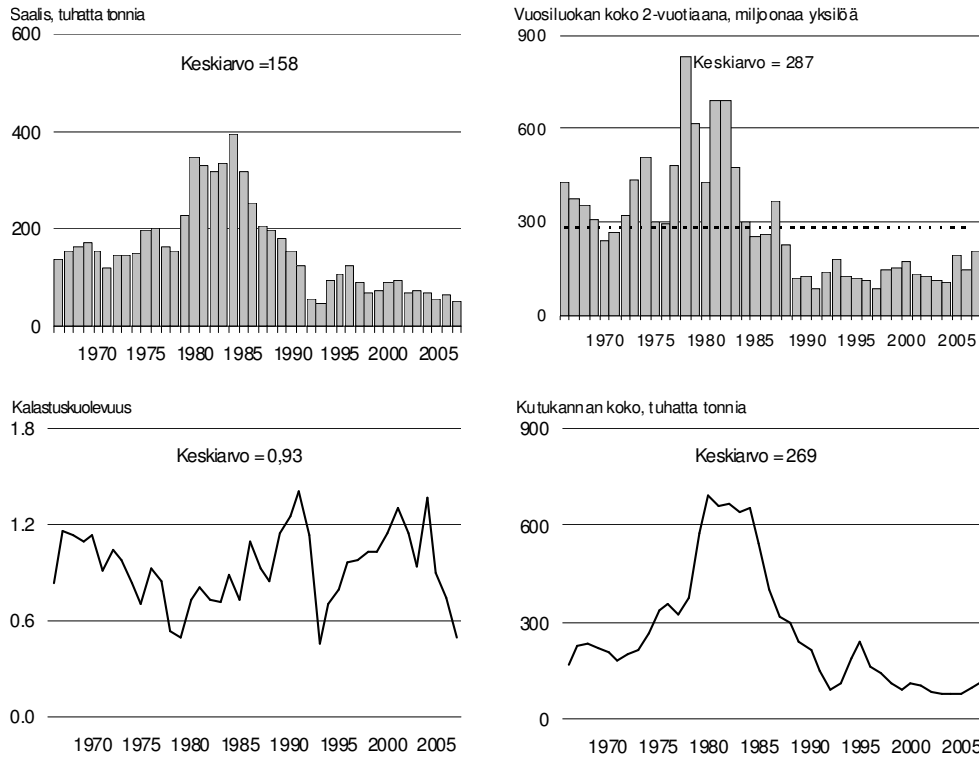 Saalis, tuhatta tonnia
600
Keskiarvo =158
400
200
0
1970 1975 1980 1985 1990 1995 2000 2005
Vuosiluokan koko 2-vuotiaana, miljoonaa yksilöä
900
Keskiarvo = 287
600
300
0
1970 1975 1980 1985 1990 1995 2000 2005
Kalastuskuolevuus
1.8
Keskiarvo = 0,93
1.2
0.6
0.0
1970 1975 1980 1985 1990 1995 2000 2005
Kutukannan koko, tuhatta tonnia
900
Keskiarvo = 269
600
300
0
1970 1975 1980 1985 1990 1995 2000 2005